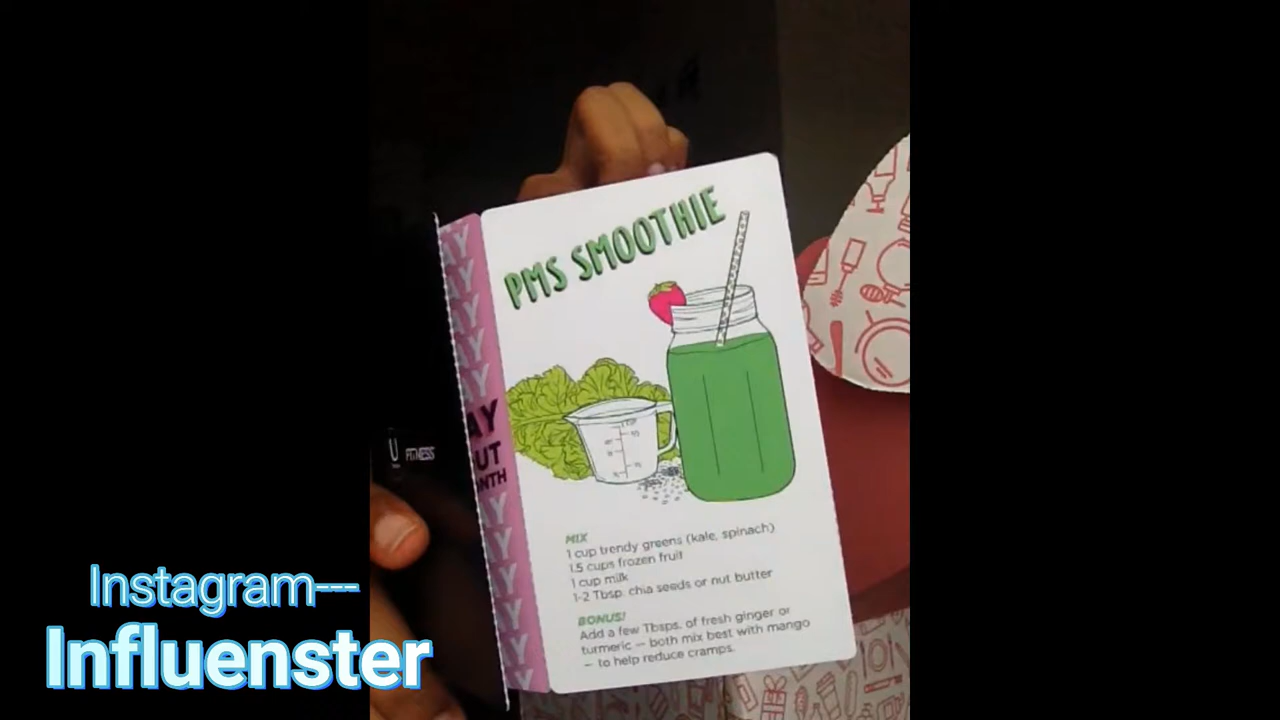 PMS SMOOTHIE
FITNESS
MIX
1 cup trendy greens (kale, spinach)
1.5 cups frozen fruit
1 cup milk
1-2 Tbsp. chia seeds or nut butter
BONUS!
Add a few Tbsps. of fresh ginger or
turmeric — both mix best with mango
— to help reduce cramps.
Instagram---
Influenster